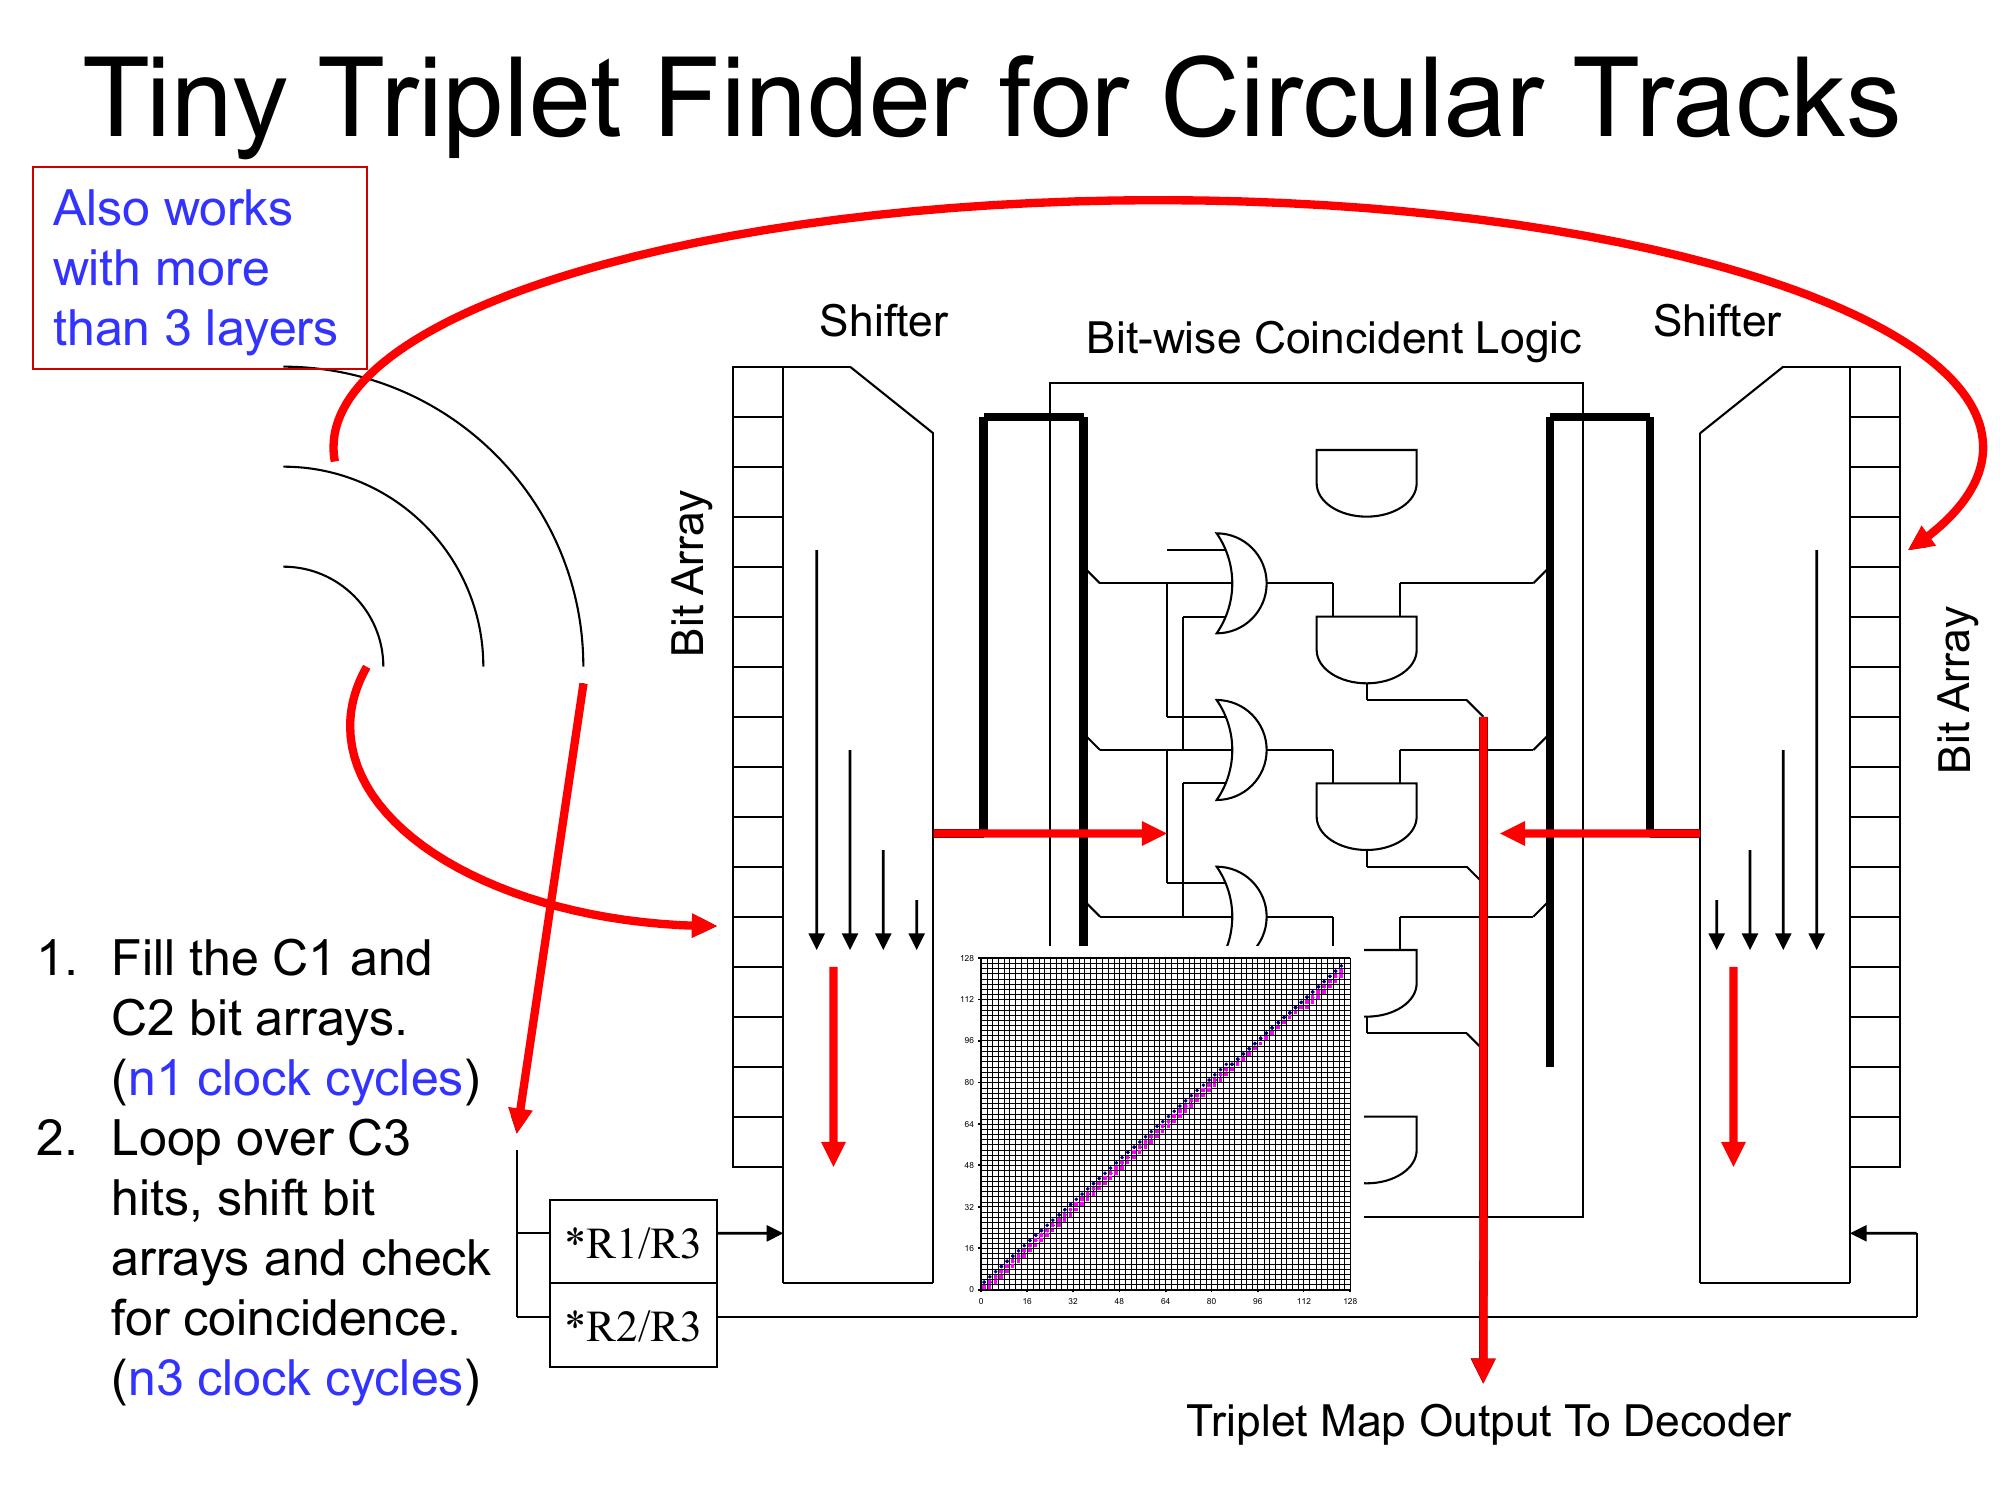 Tiny Triplet Finder for Circular Tracks
Also works
with more
than 3 layers
Shifter
Bit-wise Coincident Logic
Shifter
Bit Array
Bit Array
1. Fill the C1 and
C2 bit arrays.
(n1 clock cycles)
2. Loop over C3
hits, shift bit
arrays and check
for coincidence.
(n3 clock cycles)
*R1/R3
*R2/R3
128
112
96
80
64
48
32
16
0
0 16 32 48 64 80 96 112 128
Triplet Map Output To Decoder